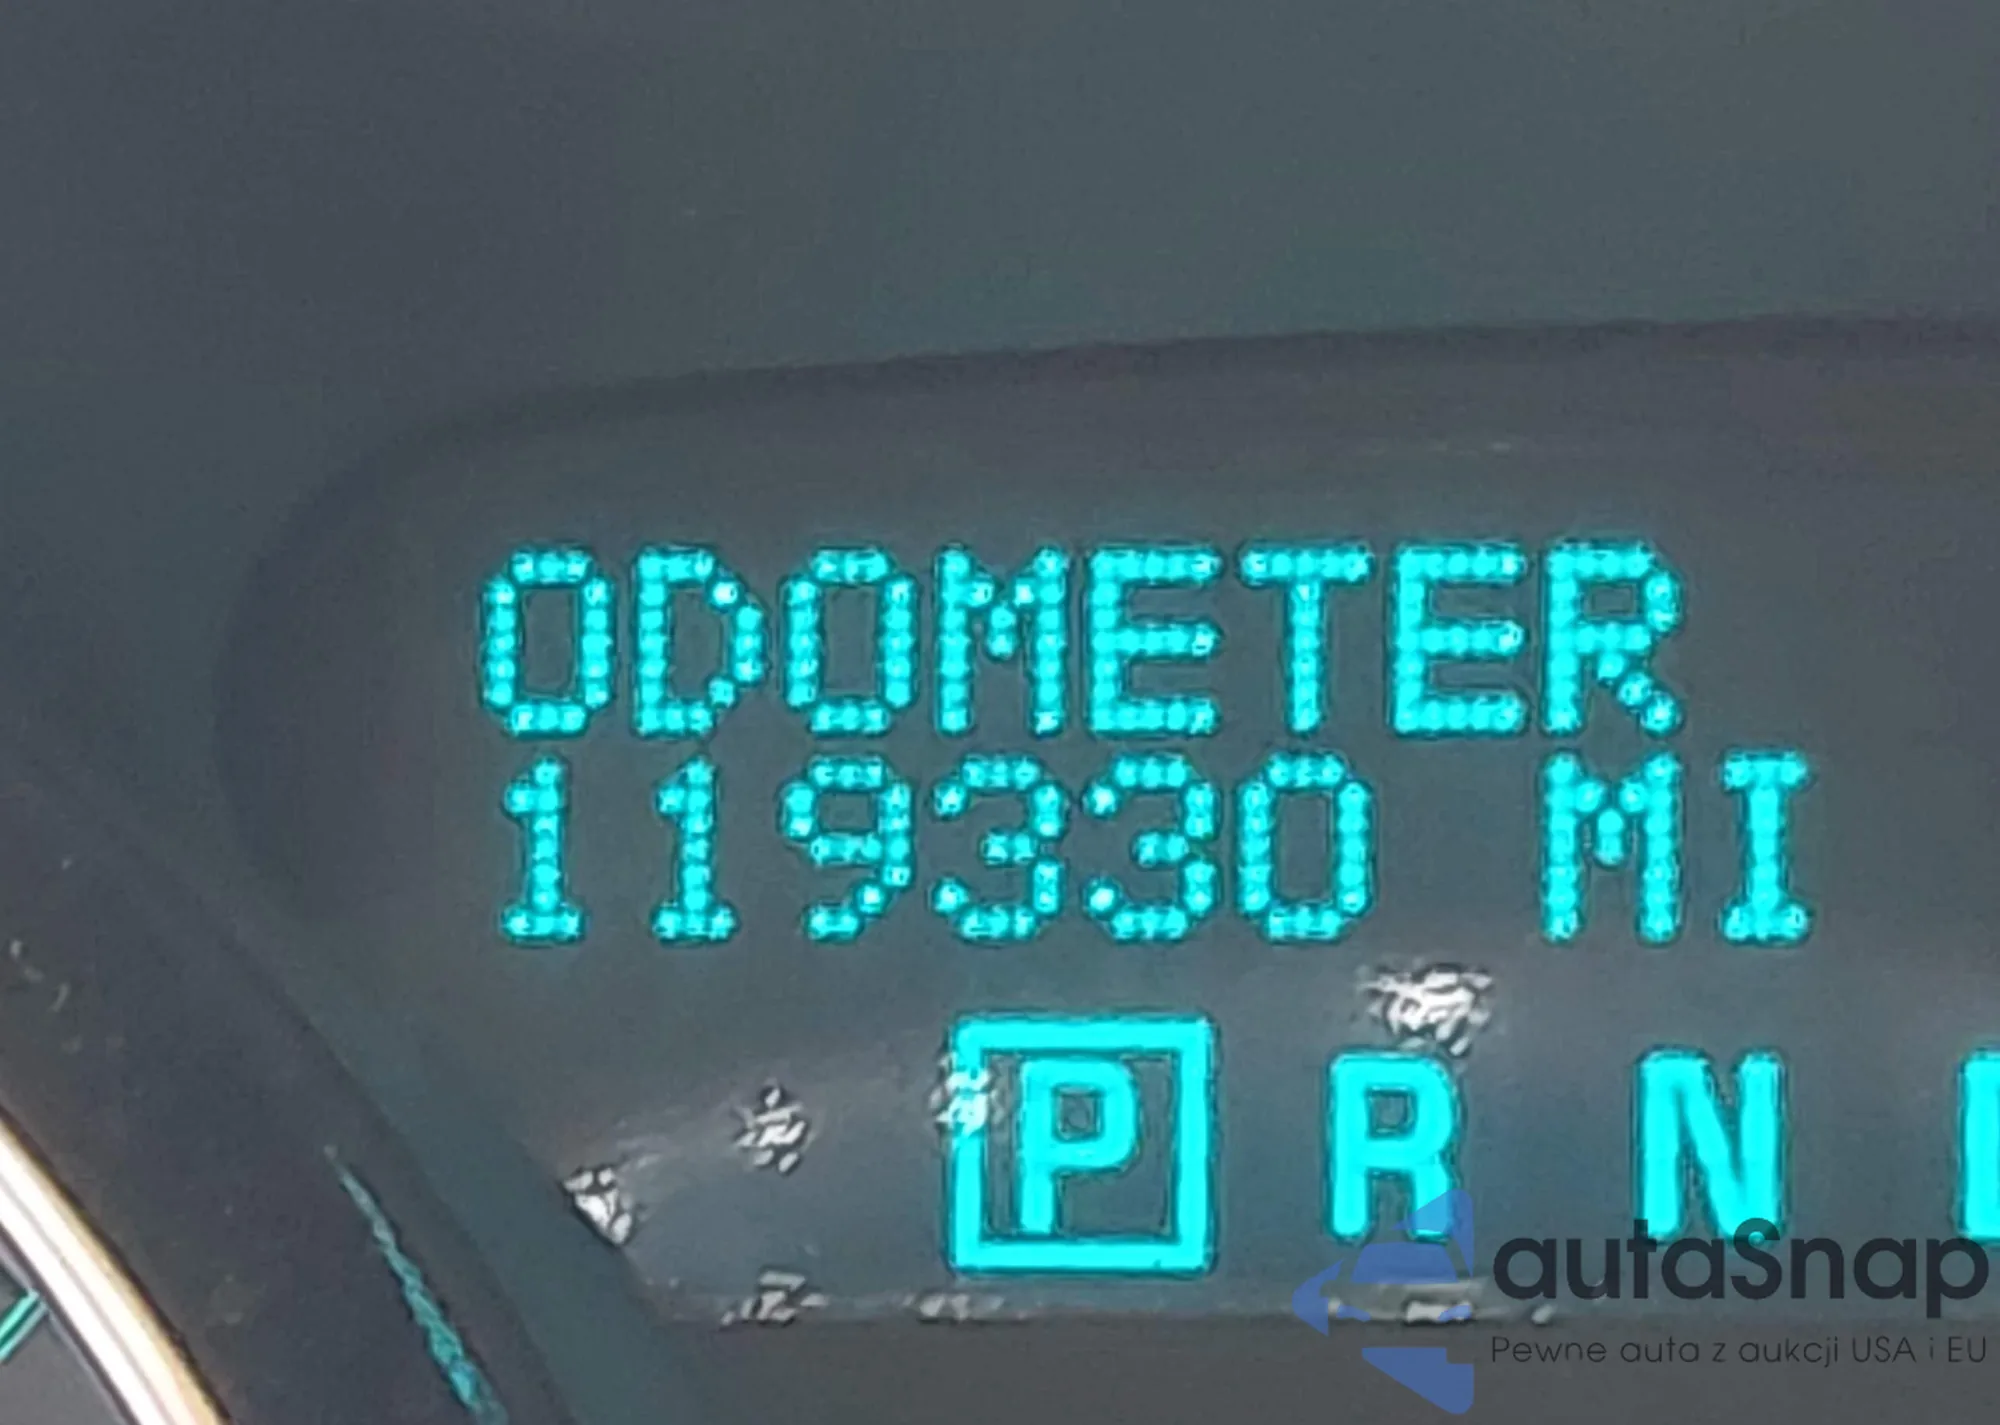 ODOMETER
119330 MI
P R N
autaSnap
Pewne auta z aukcji USA i EU